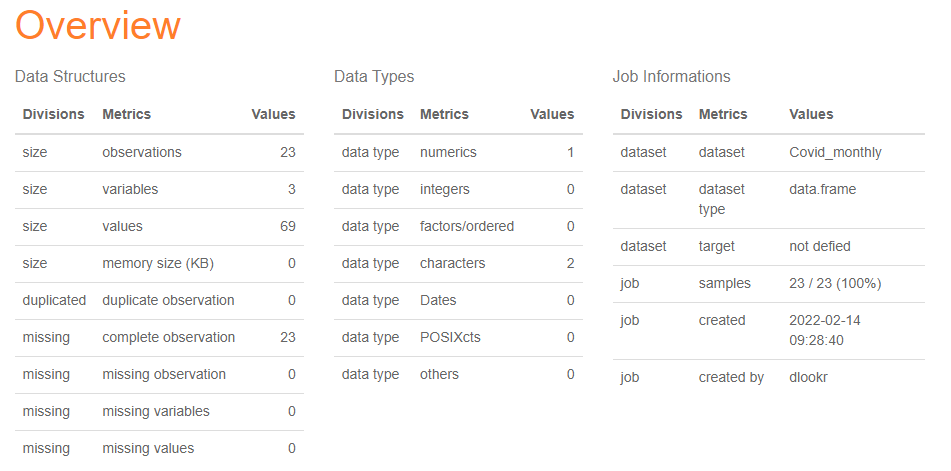 Overview
Data Structures
Divisions Metrics Values
size observations 23
size variables 3
size values 69
size memory size (KB) 0
duplicated duplicate observation 0
missing complete observation 23
missing missing observation 0
missing missing variables 0
missing missing values 0
Data Types
Divisions Metrics Values
data type numerics 1
data type integers 0
data type factors/ordered 0
data type characters 2
data type Dates 0
data type POSIXcts 0
data type others 0
Job Informations
Divisions Metrics Values
dataset dataset Covid_monthly
dataset dataset data.frame
type
dataset target not defied
job samples 23 / 23 (100%)
job created 2022-02-14
09:28:40
job created by dlookr